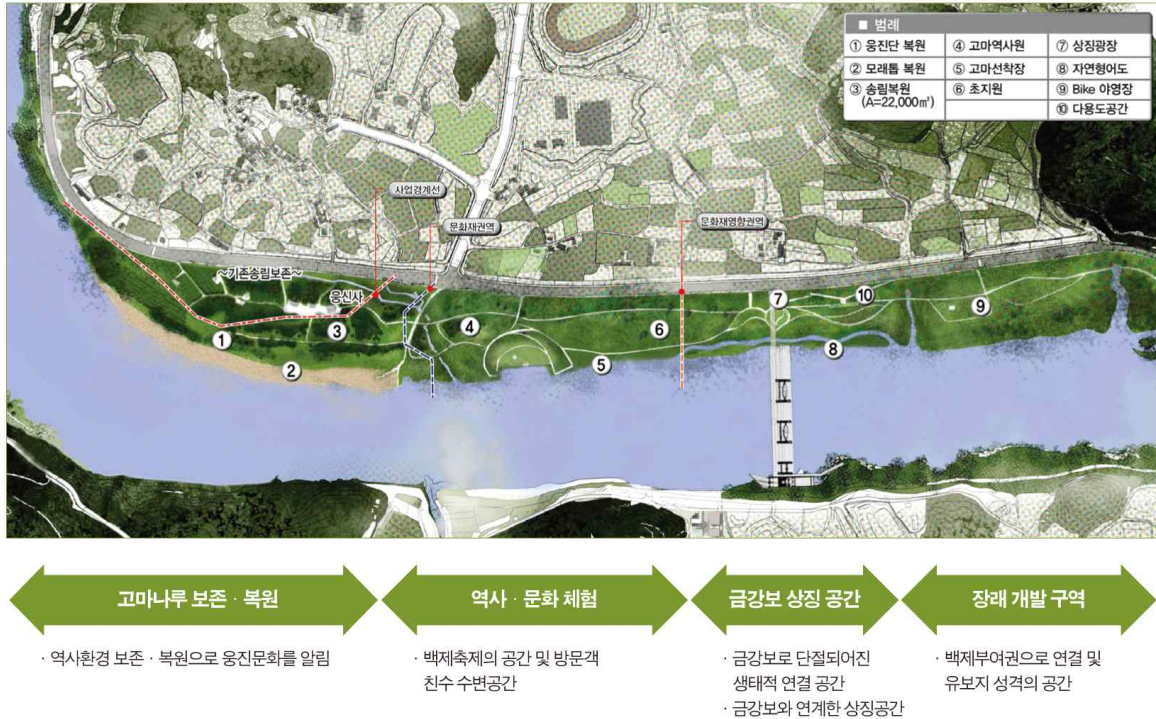 ■ 범례
① 웅진단 복원 ④ 고마역사원 ⑦ 상징광장
② 모래톱 복원 ⑤ 고마선착장 ⑧ 자연형어도
③ 송림복원 ⑥ 초지원 ⑨ Bike 야영장
(A=22,000㎡)
⑩ 다용도공간
사업경계선
문화재권역
문화재영향권역
~기존송림보존~
웅신사
⑦
⑩
⑨
③
④
⑥
①
⑧
②
⑤
고마나루 보존 · 복원
역사 · 문화 체험
금강보 상징 공간
장래 개발 구역
· 역사환경 보존 · 복원으로 웅진문화를 알림
· 백제축제의 공간 및 방문객
친수 수변공간
· 금강보로 단절되어진
생태적 연결 공간
· 금강보와 연계한 상징공간
· 백제부여권으로 연결 및
유보지 성격의 공간